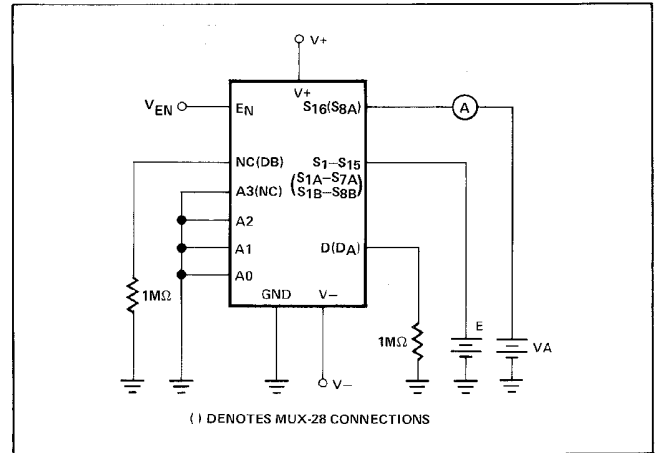 V+
V+
VEN
EN
S16(S8A)
A
NC(DB)
S1–S15
(S1A–S7A
S1B–S8B)
A3(NC)
A2
A1
A0
D(DA)
GND
V–
1MΩ
1MΩ
E
VA
V–
( ) DENOTES MUX-28 CONNECTIONS